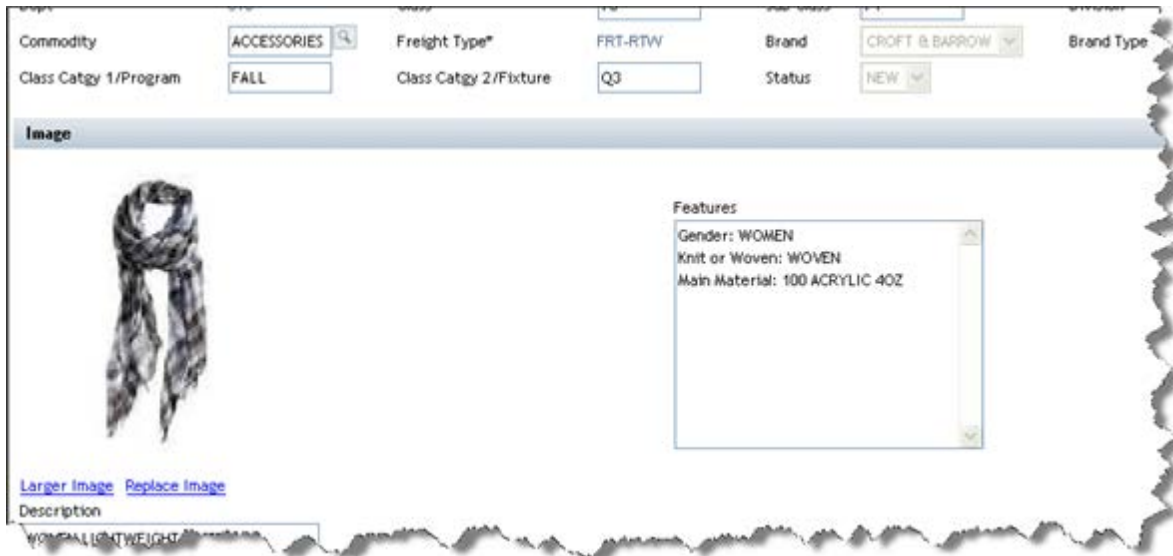 Commodity ACCESSORIES Freight Type* FRT-RTW Brand CROFT & BARROW Brand Type
Class Catgy 1/Program FALL Class Catgy 2/Fixture Q3 Status NEW
Image
Features
Gender: WOMEN
Knit or Woven: WOVEN
Main Material: 100 ACRYLIC 4OZ
Larger Image Replace Image
Description
WOMEN LIGHTWEIGHT